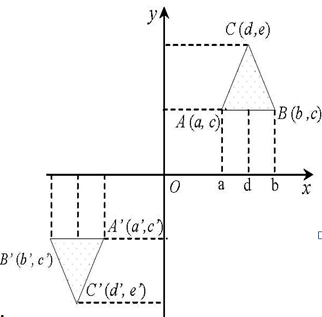 y
C (d,e)
A (a, c)
B (b,c)
O
a
d
b
x
A' (a',c')
B' (b', c')
C' (d', e')